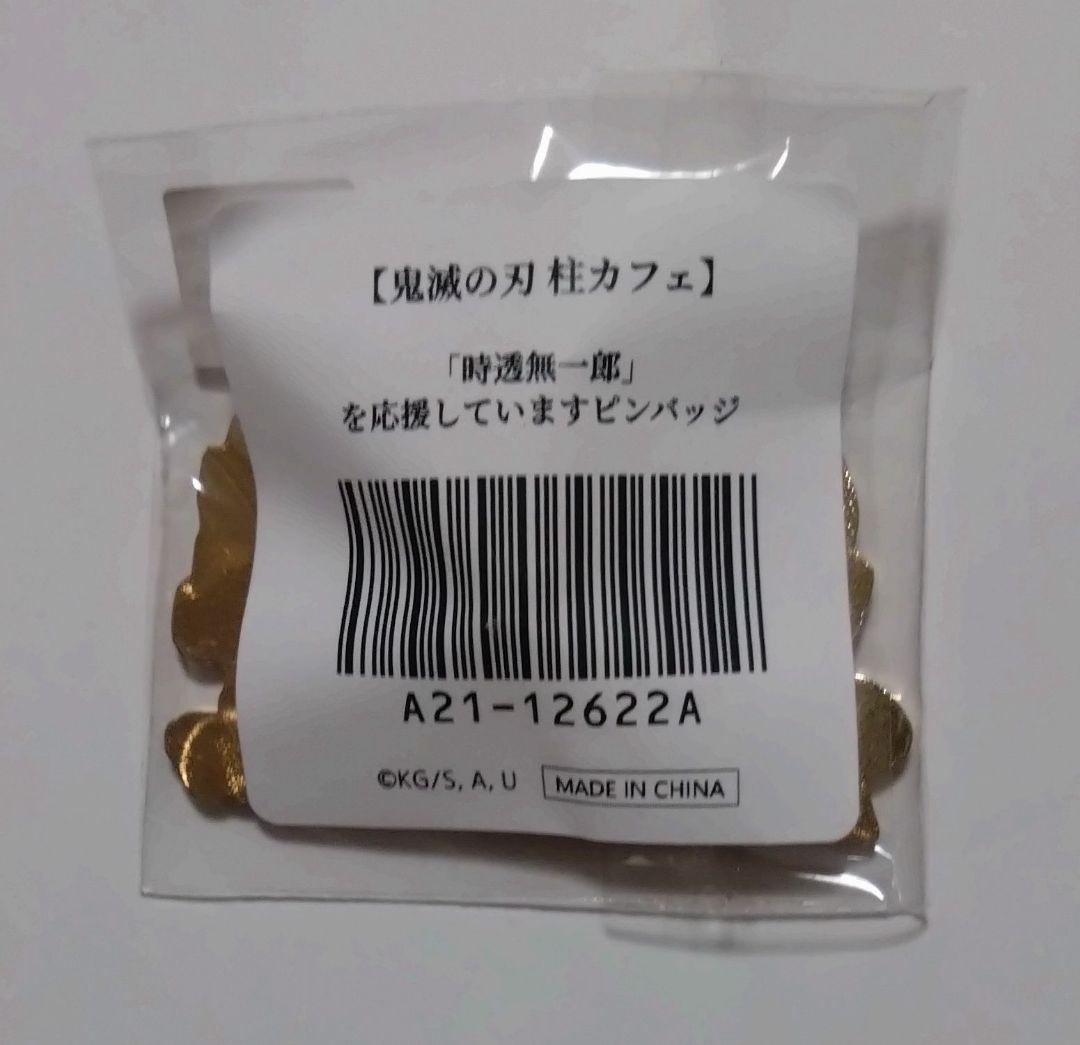 【鬼滅の刃 柱カフェ】
「時透無一郎」
を応援していますピンバッジ
A21-12622A
©KG/S, A, U MADE IN CHINA